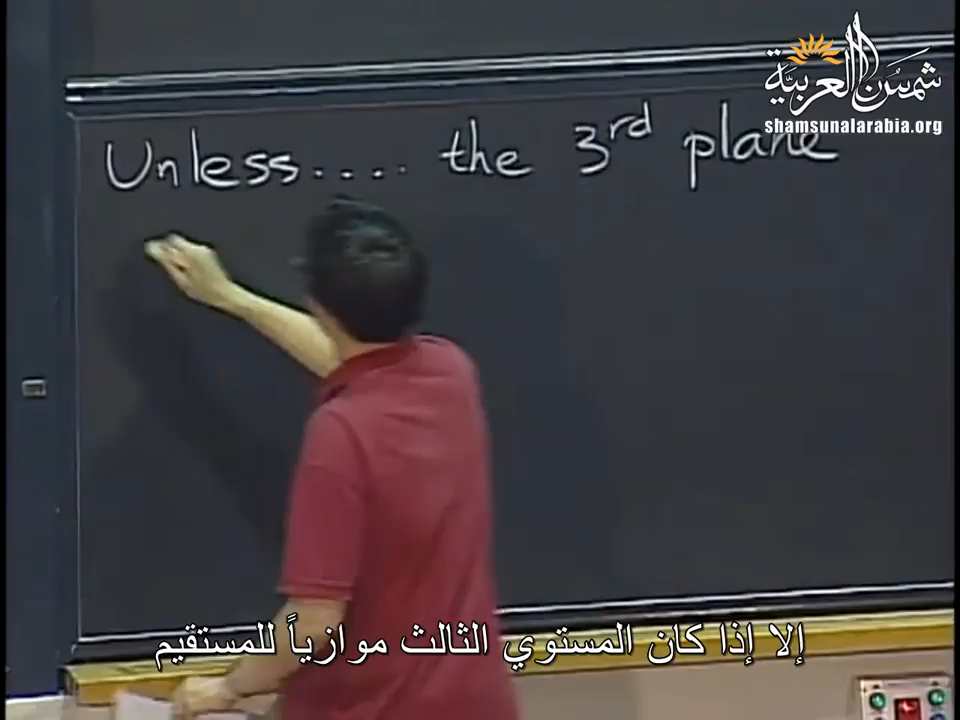 شمس العربية
shamsunalarabia.org
Unless.... the 3rd plane
إلا إذا كان المستوي الثالث موازياً للمستقيم